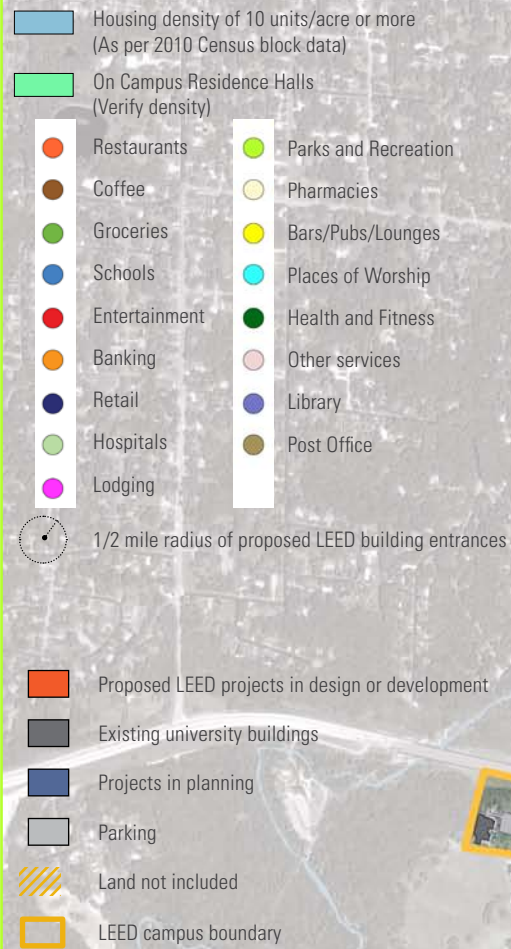 Housing density of 10 units/acre or more
(As per 2010 Census block data)
On Campus Residence Halls
(Verify density)
Restaurants
Coffee
Groceries
Schools
Entertainment
Banking
Retail
Hospitals
Lodging
Parks and Recreation
Pharmacies
Bars/Pubs/Lounges
Places of Worship
Health and Fitness
Other services
Library
Post Office
1/2 mile radius of proposed LEED building entrances
Proposed LEED projects in design or development
Existing university buildings
Projects in planning
Parking
Land not included
LEED campus boundary